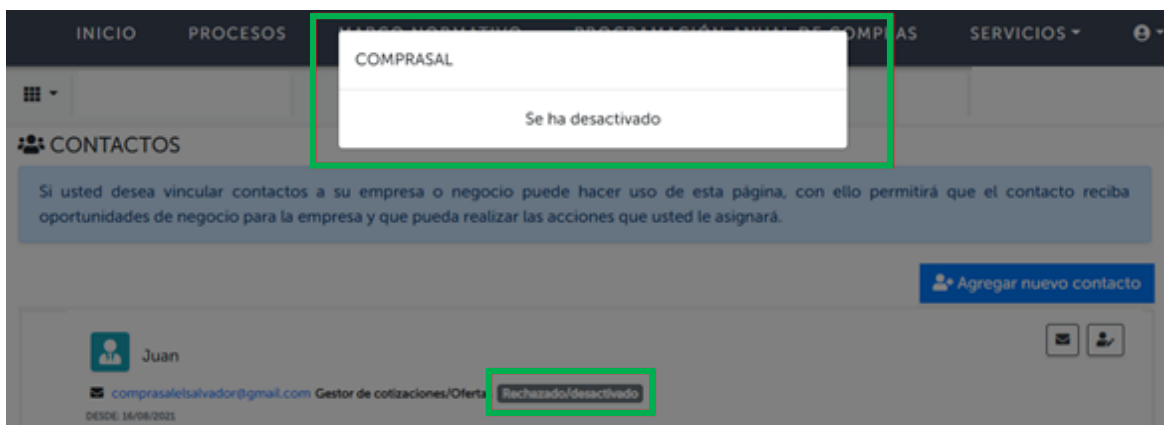 INICIO PROCESOS MARCO NORMATIVO PROGRAMACIÓN ANUAL DE COMPRAS SERVICIOS
COMPRASAL
Se ha desactivado
CONTACTOS
Si usted desea vincular contactos a su empresa o negocio puede hacer uso de esta página, con ello permitirá que el contacto reciba
oportunidades de negocio para la empresa y que pueda realizar las acciones que usted le asignará.
Agregar nuevo contacto
Juan
comprasalelsalvador@gmail.com Gestor de cotizaciones/Oferta Rechazado/desactivado
DESDE: 16/08/2021